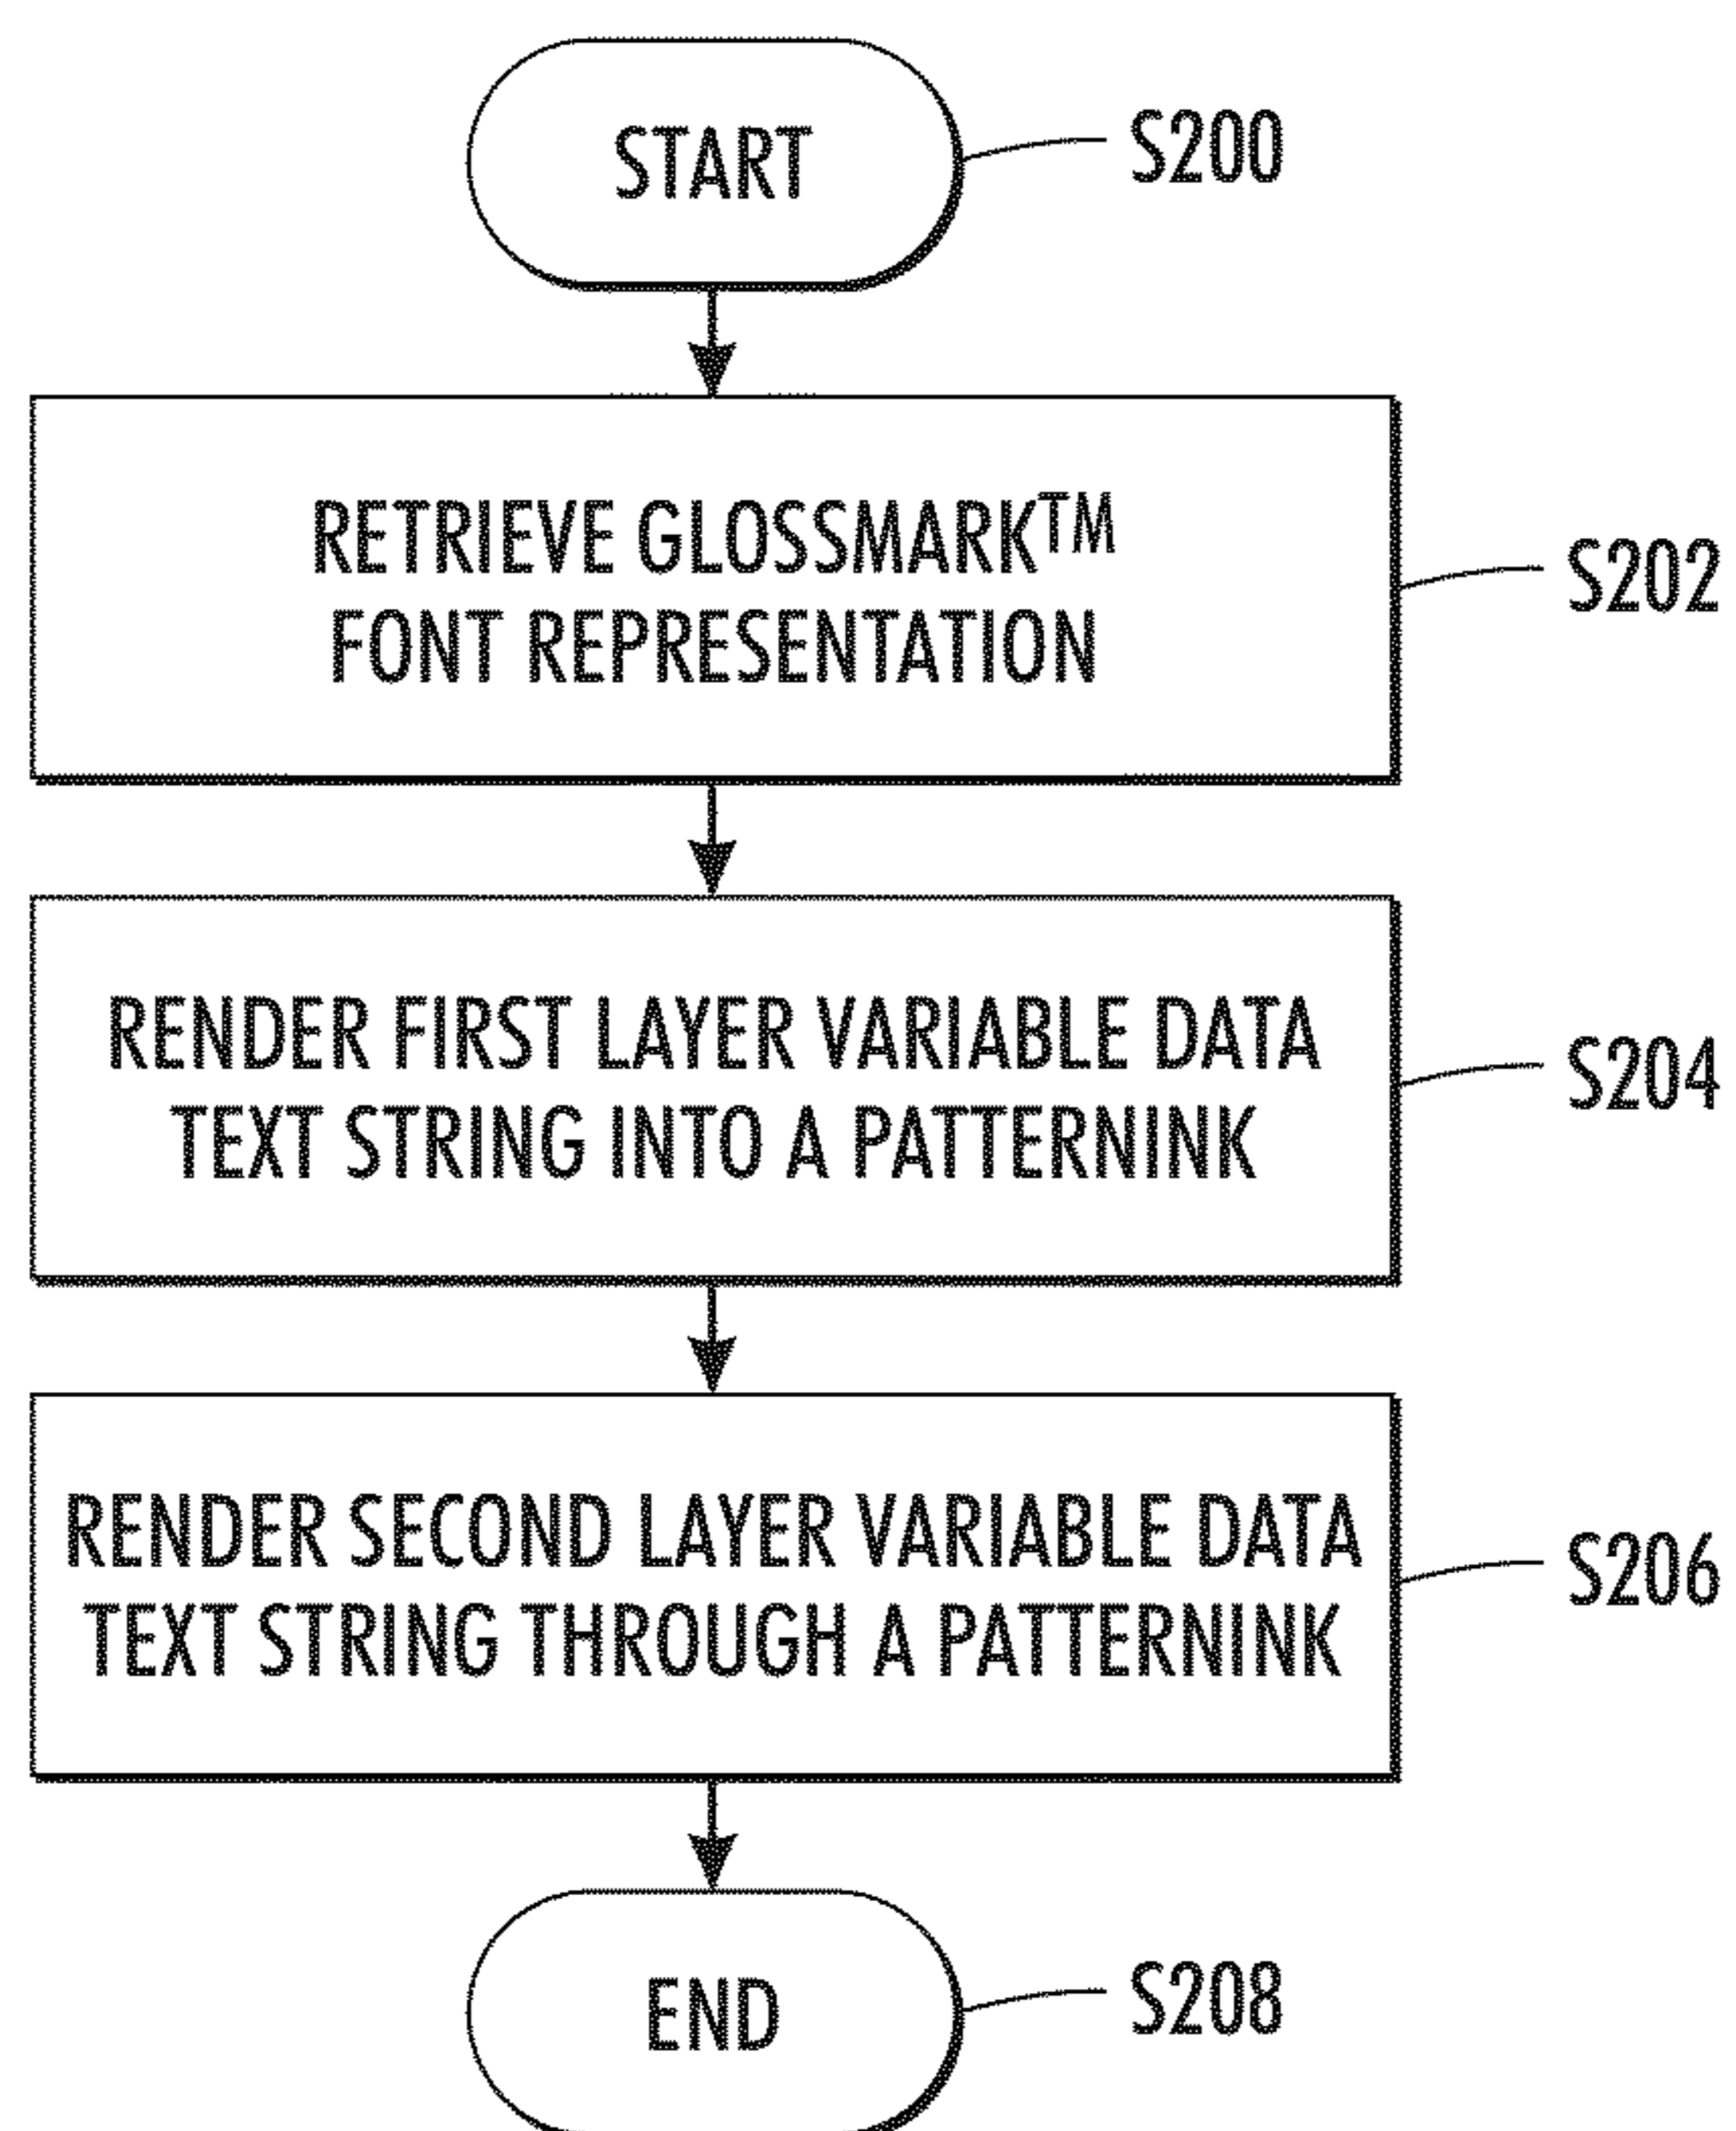 START
S200
RETRIEVE GLOSSMARK™
FONT REPRESENTATION
S202
RENDER FIRST LAYER VARIABLE DATA
TEXT STRING INTO A PATTERNINK
S204
RENDER SECOND LAYER VARIABLE DATA
TEXT STRING THROUGH A PATTERNINK
S206
END
S208